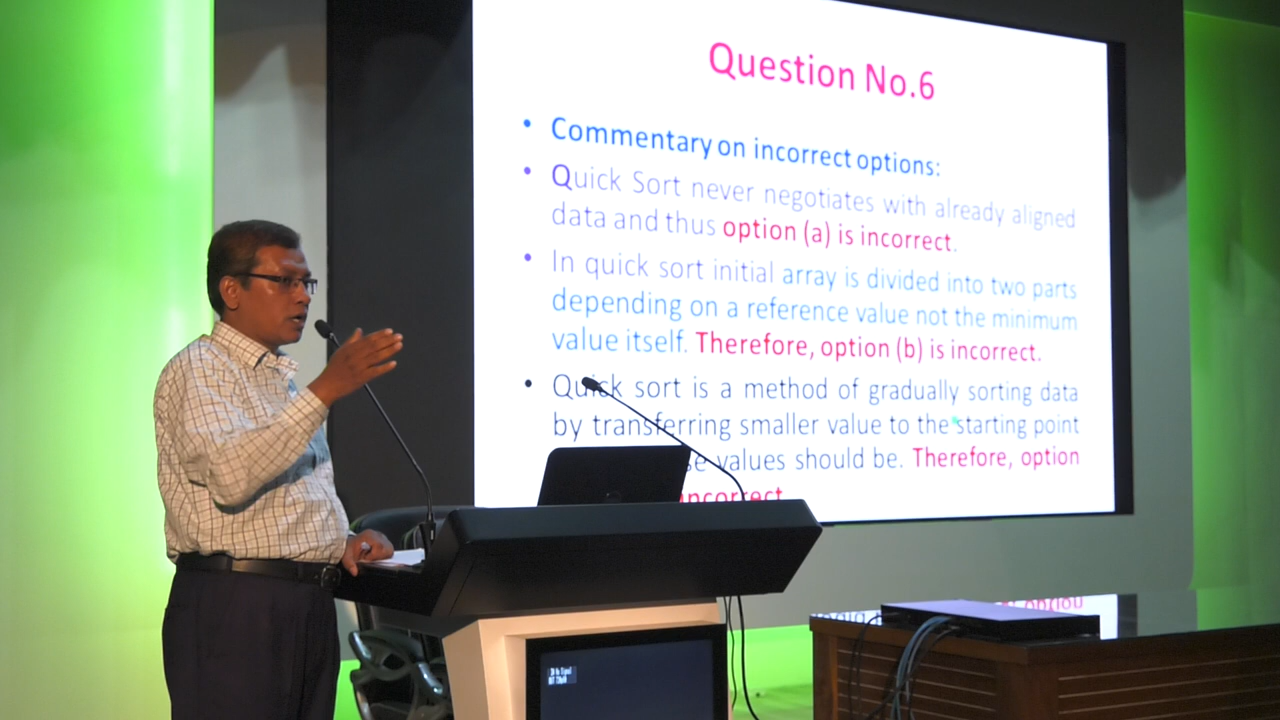 Question No.6
• Commentary on incorrect options:
• Quick Sort never negotiates with already aligned
data and thus option (a) is incorrect.
• In quick sort initial array is divided into two parts
depending on a reference value not the minimum
value itself. Therefore, option (b) is incorrect.
• Quick sort is a method of gradually sorting data
by transferring smaller value to the starting point
values should be. Therefore, option
incorrect